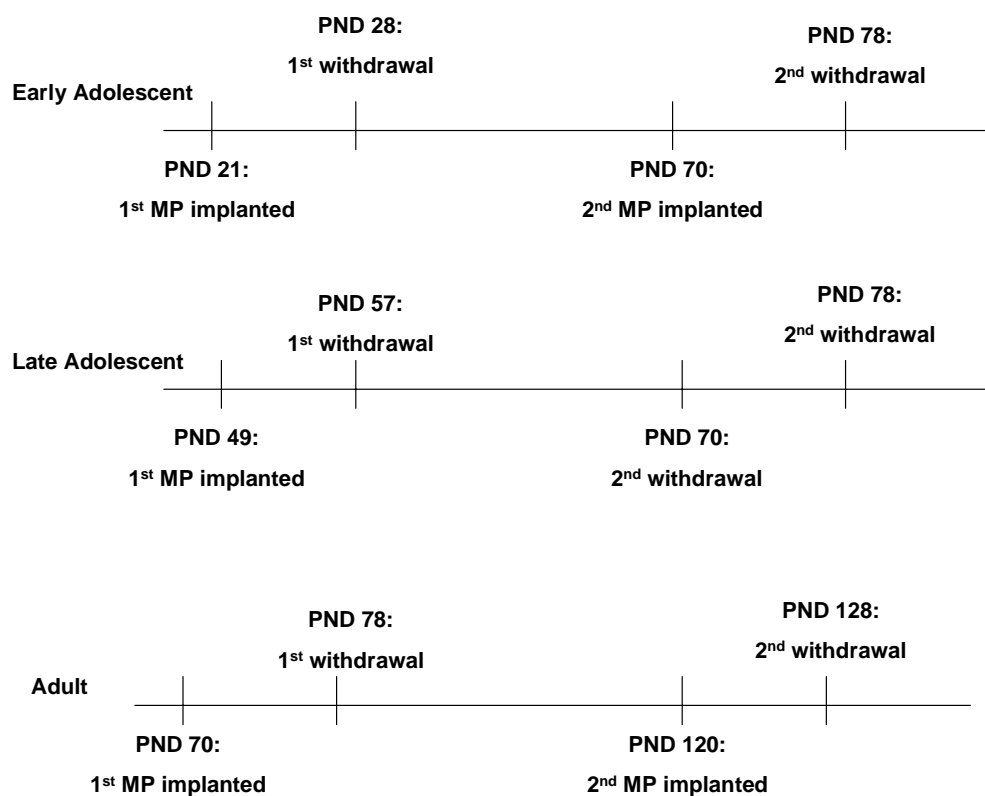 PND 28:
1st withdrawal
PND 78:
2nd withdrawal
Early Adolescent
PND 21:
1st MP implanted
PND 70:
2nd MP implanted
PND 57:
1st withdrawal
PND 78:
2nd withdrawal
Late Adolescent
PND 49:
1st MP implanted
PND 70:
2nd withdrawal
PND 78:
1st withdrawal
PND 128:
2nd withdrawal
Adult
PND 70:
1st MP implanted
PND 120:
2nd MP implanted